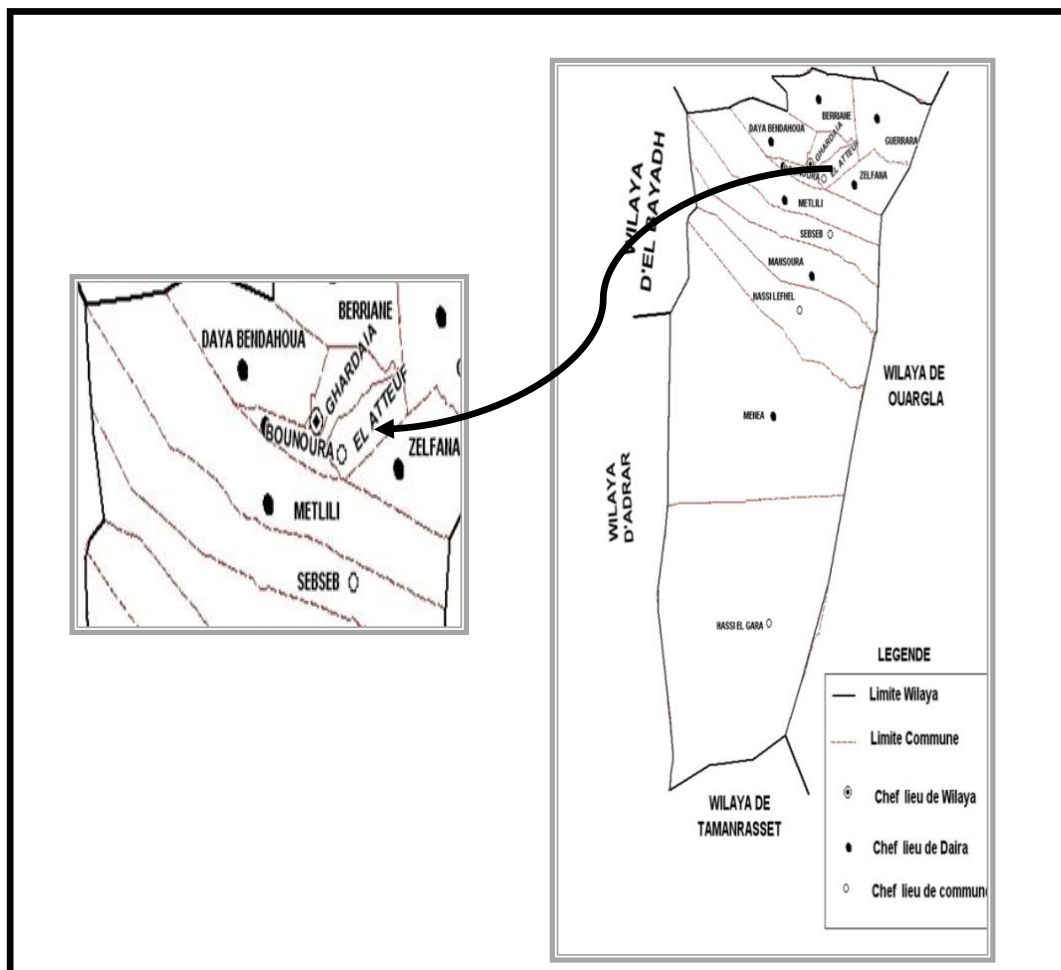 BERRIANE
DAYA BENDAHOUA
GHARDAIA
GUERRARA
BOUNOURA
EL ATTEUF
ZELFANA
METLILI
SEBSEB
MANSOURA
HASSI LEFHEL
MENEA
HASSI EL GARA
WILAYA
D'EL BAYADH
WILAYA DE
OUARGLA
WILAYA
D'ADRAR
WILAYA DE
TAMANRASSET
LEGENDE
Limite Wilaya
Limite Commune
Chef lieu de Wilaya
Chef lieu de Daira
Chef lieu de commune
BERRIANE
DAYA BENDAHOUA
GHARDAIA
BOUNOURA
EL ATTEUF
ZELFANA
METLILI
SEBSEB